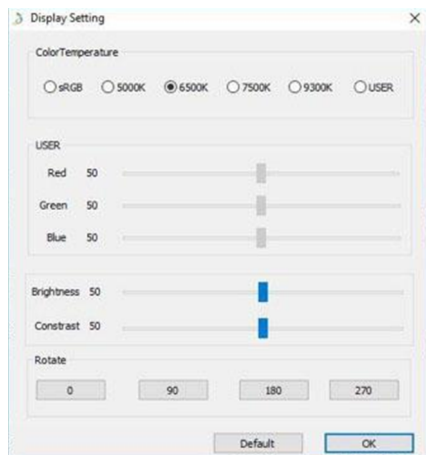 Display Setting
ColorTemperature
sRGB 5000K 6500K 7500K 9300K USER
USER
Red 50
Green 50
Blue 50
Brightness 50
Constrast 50
Rotate
0 90 180 270
Default OK